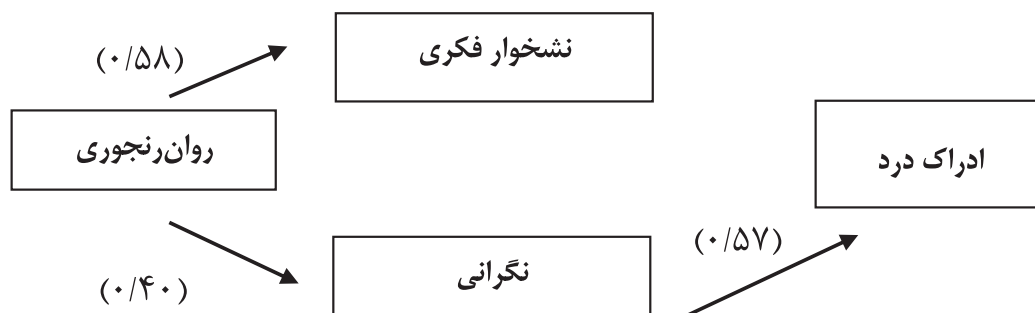 نشخوار فکری
(۰/۵۸)
روان‌رنجوری
ادراک درد
(۰/۵۷)
نگرانی
(۰/۴۰)